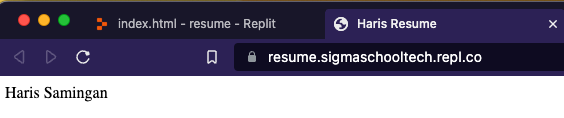 index.html - resume - Replit
Haris Resume
resume.sigmaschooltech.repl.co
Haris Samingan